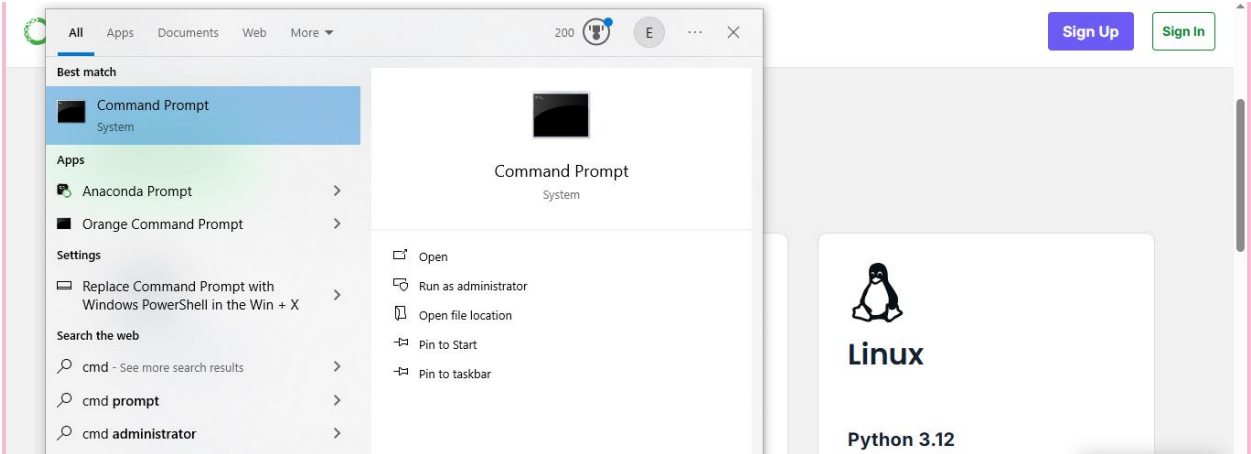 All Apps Documents Web More 200 E ...
Best match
Command Prompt
System
Apps
Anaconda Prompt
Orange Command Prompt
Settings
Replace Command Prompt with
Windows PowerShell in the Win + X
Search the web
cmd - See more search results
cmd prompt
cmd administrator
Command Prompt
System
Open
Run as administrator
Open file location
Pin to Start
Pin to taskbar
Sign Up Sign In
Linux
Python 3.12